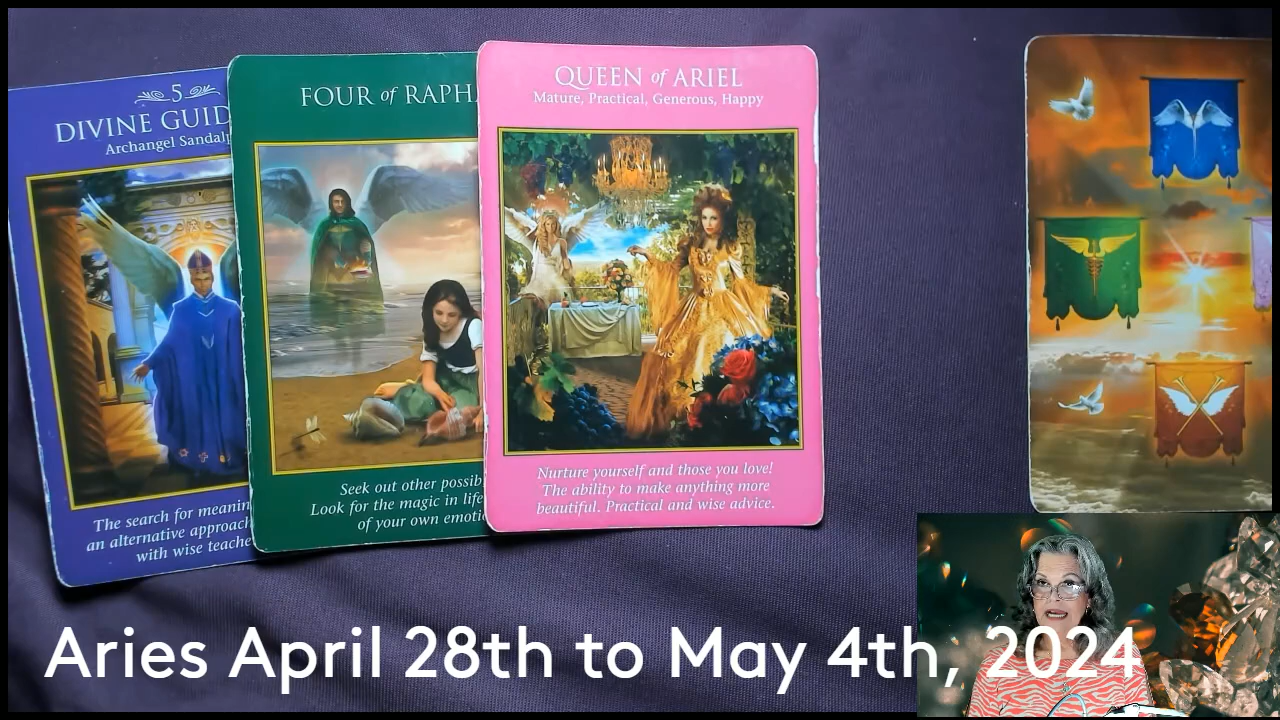 5
DIVINE GUID
Archangel Sandalp
The search for meanin
an alternative approach
with wise teache
FOUR of RAPHA
Seek out other possib
Look for the magic in life
of your own emotio
QUEEN of ARIEL
Mature, Practical, Generous, Happy
Nurture yourself and those you love!
The ability to make anything more
beautiful. Practical and wise advice.
Aries April 28th to May 4th, 2024